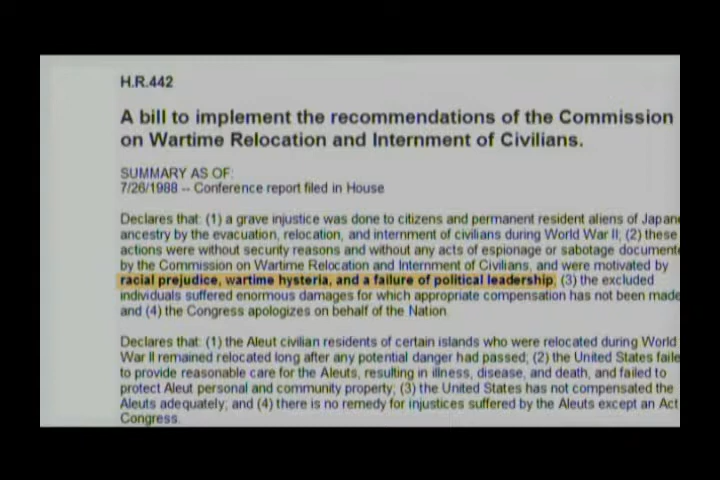 H.R.442
A bill to implement the recommendations of the Commission
on Wartime Relocation and Internment of Civilians.
SUMMARY AS OF:
7/26/1988 -- Conference report filed in House
Declares that: (1) a grave injustice was done to citizens and permanent resident aliens of Japane
ancestry by the evacuation, relocation, and internment of civilians during World War II; (2) these
actions were without security reasons and without any acts of espionage or sabotage documente
by the Commission on Wartime Relocation and Internment of Civilians, and were motivated by
racial prejudice, wartime hysteria, and a failure of political leadership; (3) the excluded
individuals suffered enormous damages for which appropriate compensation has not been made
and (4) the Congress apologizes on behalf of the Nation.
Declares that: (1) the Aleut civilian residents of certain islands who were relocated during World
War II remained relocated long after any potential danger had passed; (2) the United States faile
to provide reasonable care for the Aleuts, resulting in illness, disease, and death, and failed to
protect Aleut personal and community property; (3) the United States has not compensated the
Aleuts adequately; and (4) there is no remedy for injustices suffered by the Aleuts except an Act
Congress.